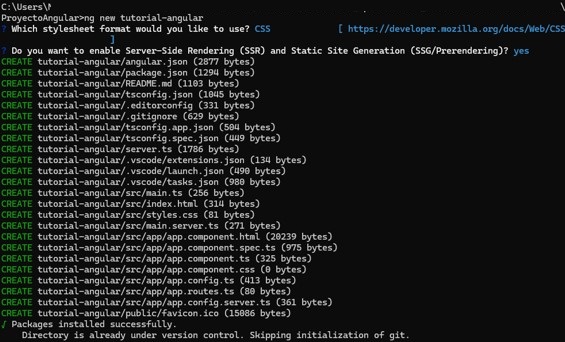 C:\Users\
ProyectoAngular>ng new tutorial-angular
? Which stylesheet format would you like to use? CSS [ https://developer.mozilla.org/docs/Web/CSS
]
? Do you want to enable Server-Side Rendering (SSR) and Static Site Generation (SSG/Prerendering)? yes
CREATE tutorial-angular/angular.json (2877 bytes)
CREATE tutorial-angular/package.json (1294 bytes)
CREATE tutorial-angular/README.md (1103 bytes)
CREATE tutorial-angular/tsconfig.json (1045 bytes)
CREATE tutorial-angular/.editorconfig (331 bytes)
CREATE tutorial-angular/.gitignore (629 bytes)
CREATE tutorial-angular/tsconfig.app.json (504 bytes)
CREATE tutorial-angular/tsconfig.spec.json (449 bytes)
CREATE tutorial-angular/server.ts (1786 bytes)
CREATE tutorial-angular/.vscode/extensions.json (134 bytes)
CREATE tutorial-angular/.vscode/launch.json (490 bytes)
CREATE tutorial-angular/.vscode/tasks.json (980 bytes)
CREATE tutorial-angular/src/main.ts (256 bytes)
CREATE tutorial-angular/src/index.html (314 bytes)
CREATE tutorial-angular/src/styles.css (81 bytes)
CREATE tutorial-angular/src/main.server.ts (271 bytes)
CREATE tutorial-angular/src/app/app.component.html (20239 bytes)
CREATE tutorial-angular/src/app/app.component.spec.ts (975 bytes)
CREATE tutorial-angular/src/app/app.component.ts (325 bytes)
CREATE tutorial-angular/src/app/app.component.css (0 bytes)
CREATE tutorial-angular/src/app/app.config.ts (413 bytes)
CREATE tutorial-angular/src/app/app.routes.ts (80 bytes)
CREATE tutorial-angular/src/app/app.config.server.ts (361 bytes)
CREATE tutorial-angular/public/favicon.ico (15086 bytes)
√ Packages installed successfully.
Directory is already under version control. Skipping initialization of git.